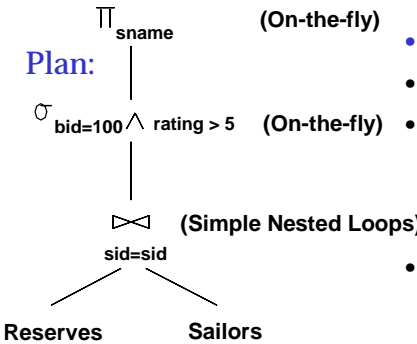 π sname (On-the-fly)
Plan:
σ bid=100 ∧ rating > 5 (On-the-fly)
⋈ (Simple Nested Loops)
sid=sid
Reserves Sailors